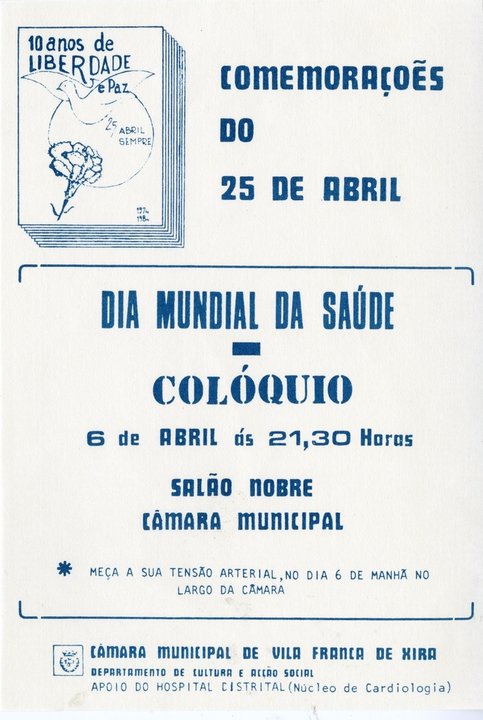 10 anos de
LIBERDADE
e Paz
25 ABRIL
SEMPRE
1974
1984
COMEMORAÇOẼS
DO
25 DE ABRIL
DIA MUNDIAL DA SAÚDE
-
COLÓQUIO
6 de ABRIL ás 21,30 Horas
SALÃO NOBRE
CÂMARA MUNICIPAL
* MEÇA A SUA TENSÃO ARTERIAL, NO DIA 6 DE MANHÃ NO
LARGO DA CÂMARA
CÂMARA MUNICIPAL DE VILA FRANCA DE XIRA
DEPARTAMENTO DE CULTURA E ACÇÃO SOCIAL
APOIO DO HOSPITAL DISTRITAL (Núcleo de Cardiologia)